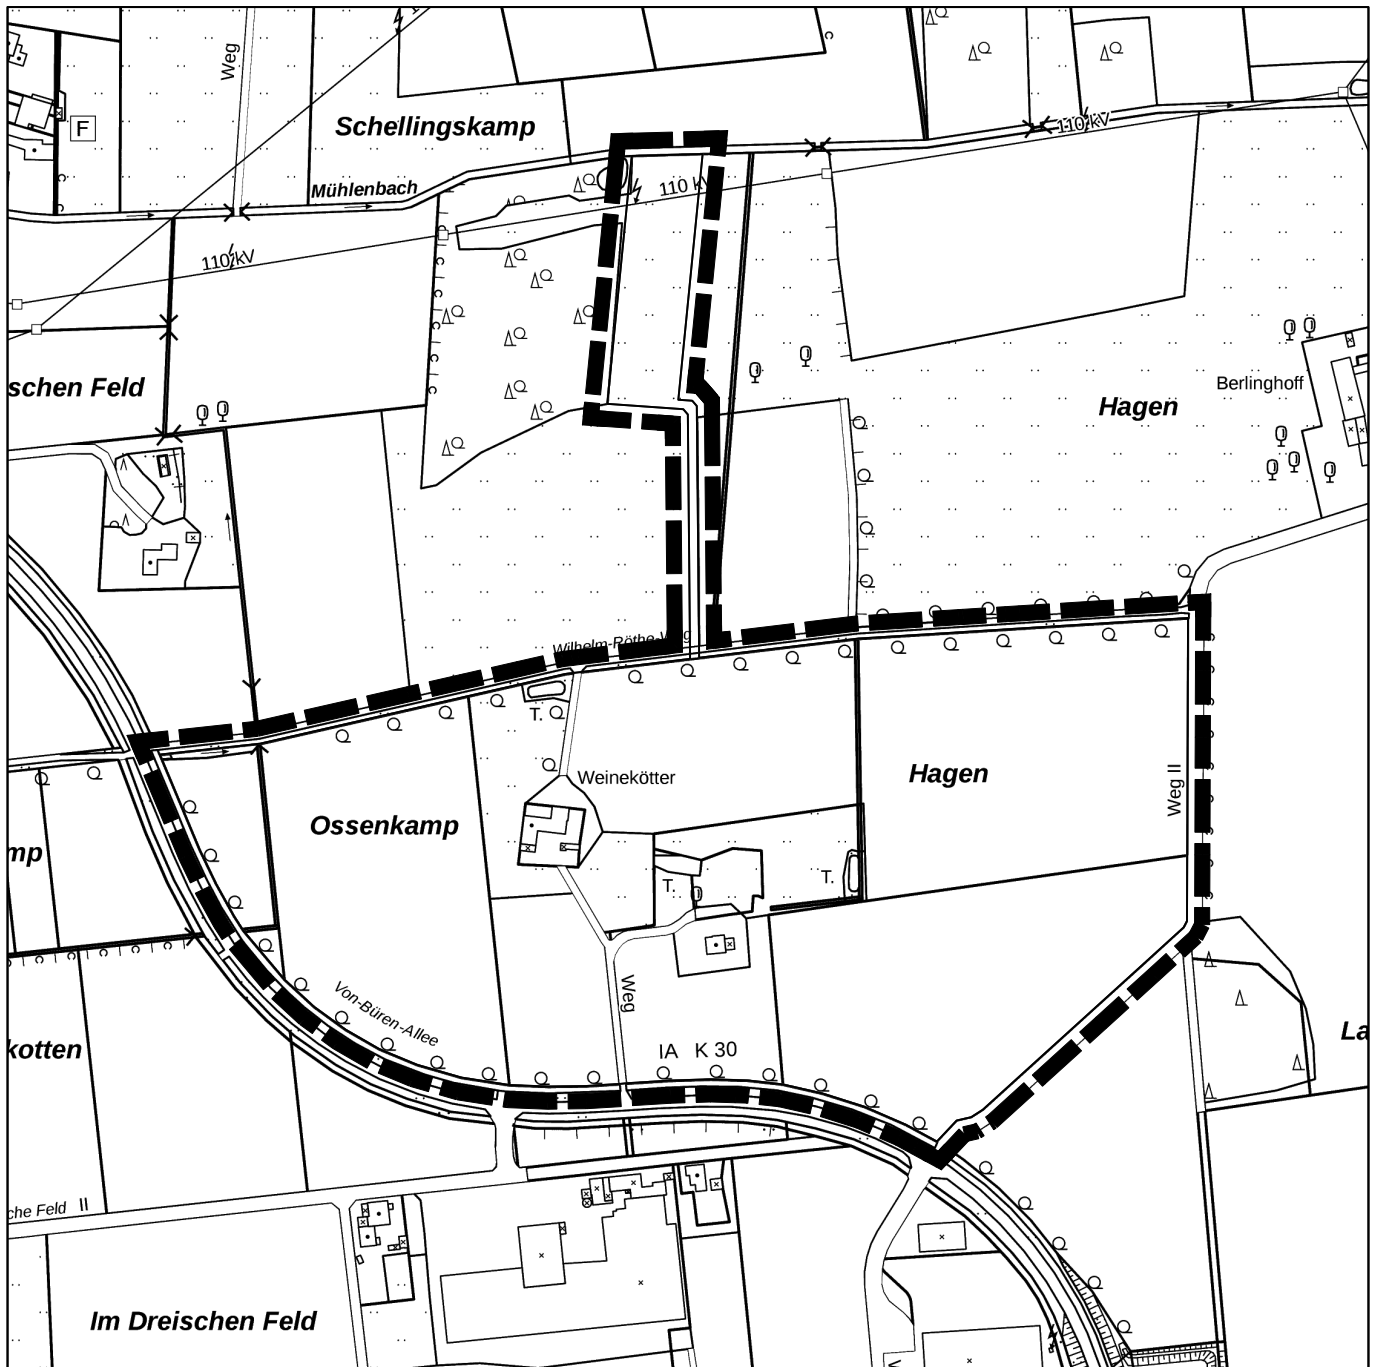 Weg
F
Schellingskamp
110 kV
Mühlenbach
110 kV
110 kV
schen Feld
Berlinghoff
Hagen
Wilhelm-Röthe-Weg
T.
Weinekötter
Hagen
Weg II
Ossenkamp
mp
T.
T.
Weg
Von-Büren-Allee
kotten
IA K 30
La
che Feld II
Im Dreischen Feld